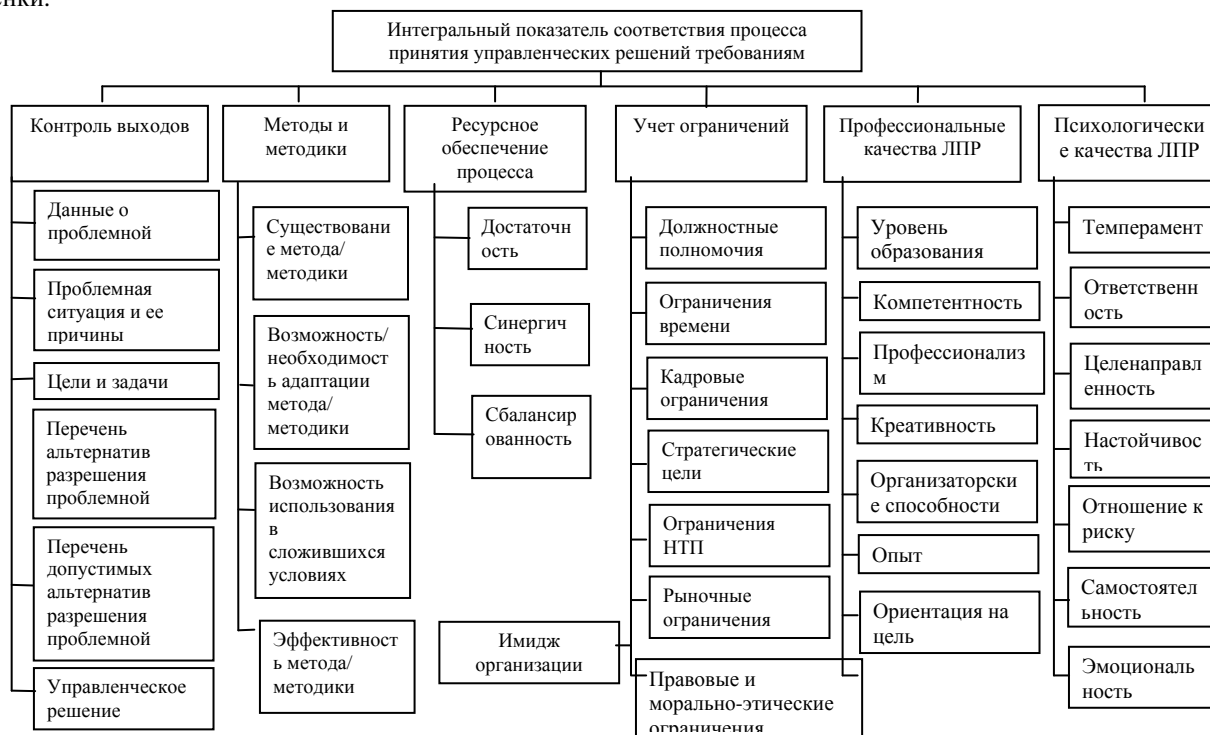 енки.
Интегральный показатель соответствия процесса
принятия управленческих решений требованиям
Контроль выходов
Методы и
методики
Ресурсное
обеспечение
процесса
Учет ограничений
Профессиональные
качества ЛПР
Психологически
е качества ЛПР
Данные о
проблемной
Проблемная
ситуация и ее
причины
Цели и задачи
Перечень
альтернатив
разрешения
проблемной
Перечень
допустимых
альтернатив
разрешения
проблемной
Управленческое
решение
Существовани
е метода/
методики
Возможность/
необходимост
ь адаптации
метода/
методики
Возможность
использования
в
сложившихся
условиях
Эффективност
ь метода/
методики
Достаточн
ость
Синергич
ность
Сбалансир
ованность
Должностные
полномочия
Ограничения
времени
Кадровые
ограничения
Стратегические
цели
Ограничения
НТП
Рыночные
ограничения
Имидж
организации
Правовые и
морально-этические
ограничения
Уровень
образования
Компетентность
Профессионализ
м
Креативность
Организаторски
е способности
Опыт
Ориентация на
цель
Темперамент
Ответственн
ость
Целенаправл
енность
Настойчивос
ть
Отношение к
риску
Самостоятел
ьность
Эмоциональ
ность